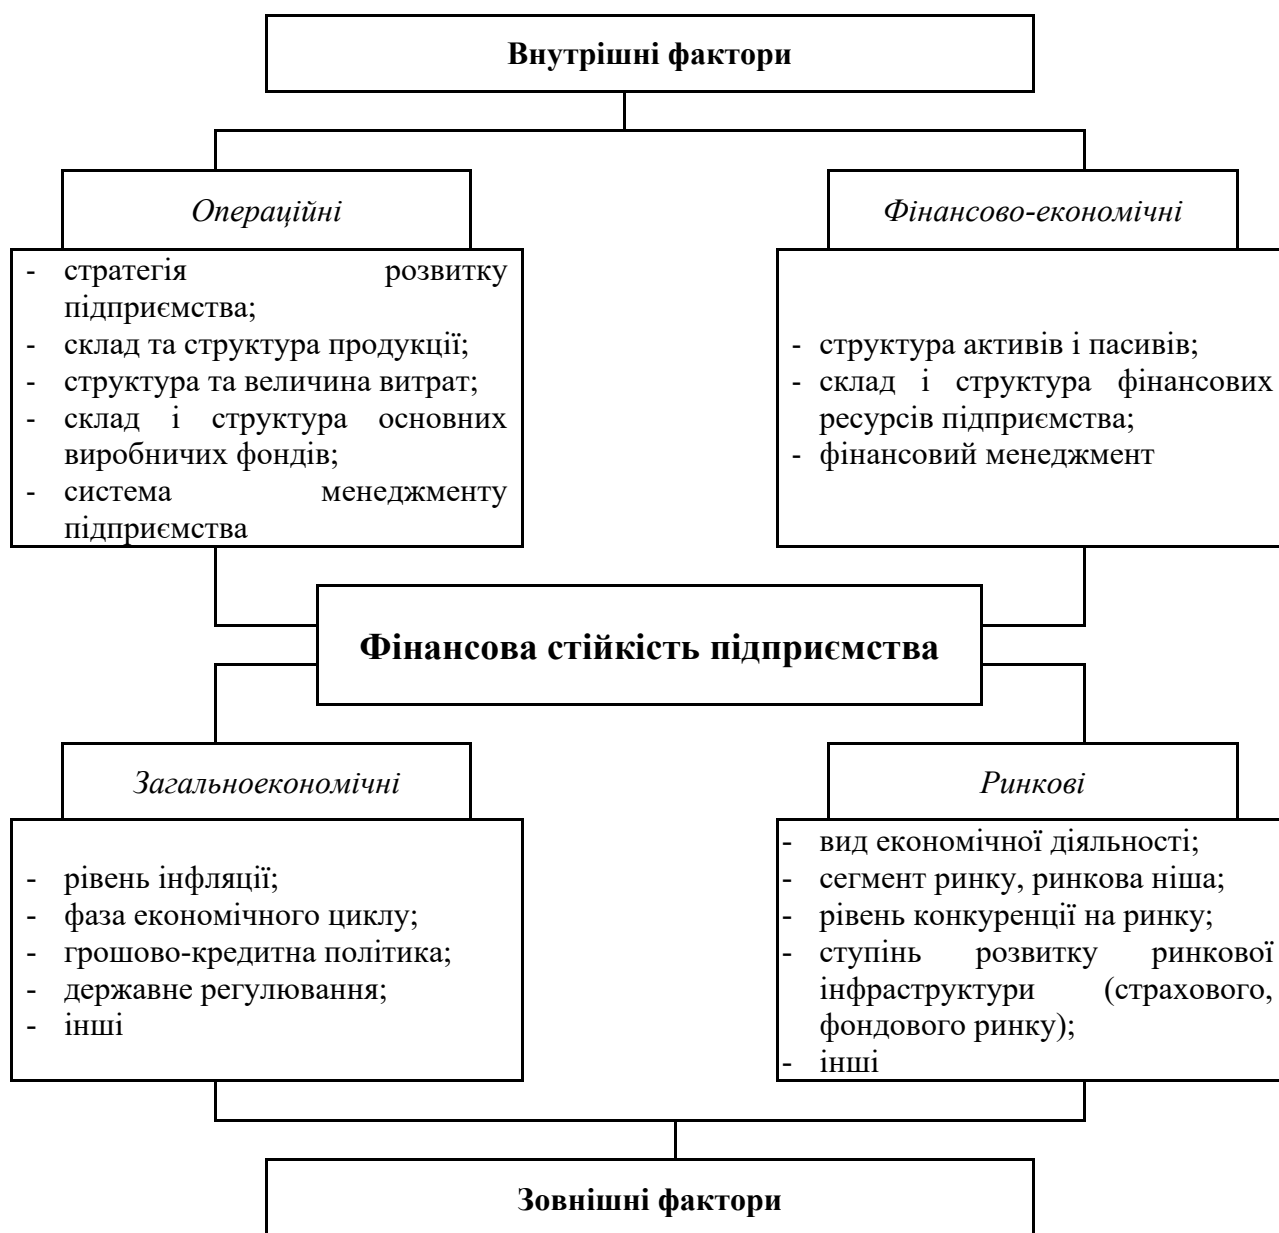 Внутрішні фактори
Операційні
- стратегія розвитку
підприємства;
- склад та структура продукції;
- структура та величина витрат;
- склад і структура основних
виробничих фондів;
- система менеджменту
підприємства
Фінансово-економічні
- структура активів і пасивів;
- склад і структура фінансових
ресурсів підприємства;
- фінансовий менеджмент
Фінансова стійкість підприємства
Загальноекономічні
- рівень інфляції;
- фаза економічного циклу;
- грошово-кредитна політика;
- державне регулювання;
- інші
Ринкові
- вид економічної діяльності;
- сегмент ринку, ринкова ніша;
- рівень конкуренції на ринку;
- ступінь розвитку ринкової
інфраструктури (страхового,
фондового ринку);
- інші
Зовнішні фактори